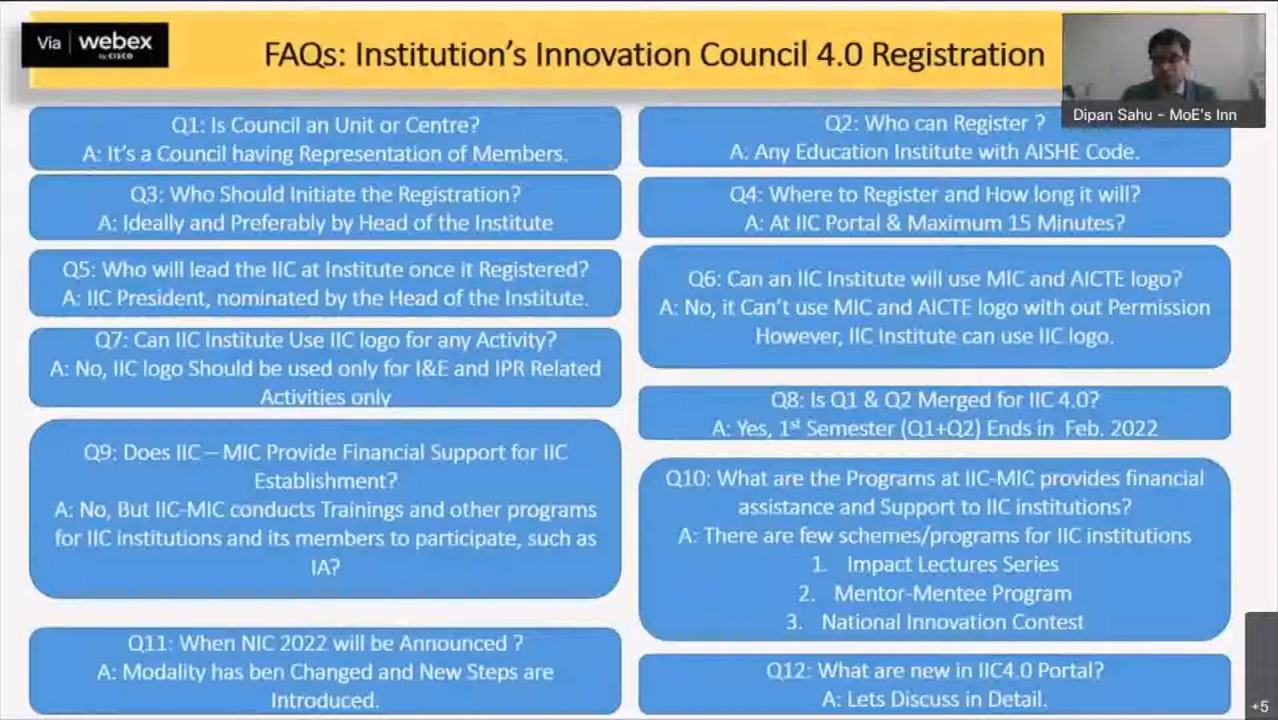 Via webex
by CISCO
FAQs: Institution's Innovation Council 4.0 Registration
Dipan Sahu - MoE's Inn
Q1: Is Council an Unit or Centre?
A: It's a Council having Representation of Members.
Q2: Who can Register ?
A: Any Education Institute with AISHE Code.
Q3: Who Should Initiate the Registration?
A: Ideally and Preferably by Head of the Institute
Q4: Where to Register and How long it will?
A: At IIC Portal & Maximum 15 Minutes?
Q5: Who will lead the IIC at Institute once it Registered?
A: IIC President, nominated by the Head of the Institute.
Q6: Can an IIC Institute will use MIC and AICTE logo?
A: No, it Can't use MIC and AICTE logo with out Permission
However, IIC Institute can use IIC logo.
Q7: Can IIC Institute Use IIC logo for any Activity?
A: No, IIC logo Should be used only for I&E and IPR Related
Activities only
Q8: Is Q1 & Q2 Merged for IIC 4.0?
A: Yes, 1st Semester (Q1+Q2) Ends in Feb. 2022
Q9: Does IIC – MIC Provide Financial Support for IIC
Establishment?
A: No, But IIC-MIC conducts Trainings and other programs
for IIC institutions and its members to participate, such as
IA?
Q10: What are the Programs at IIC-MIC provides financial
assistance and Support to IIC institutions?
A: There are few schemes/programs for IIC institutions
1. Impact Lectures Series
2. Mentor-Mentee Program
3. National Innovation Contest
Q11: When NIC 2022 will be Announced ?
A: Modality has ben Changed and New Steps are
Introduced.
Q12: What are new in IIC4.0 Portal?
A: Lets Discuss in Detail.
+5